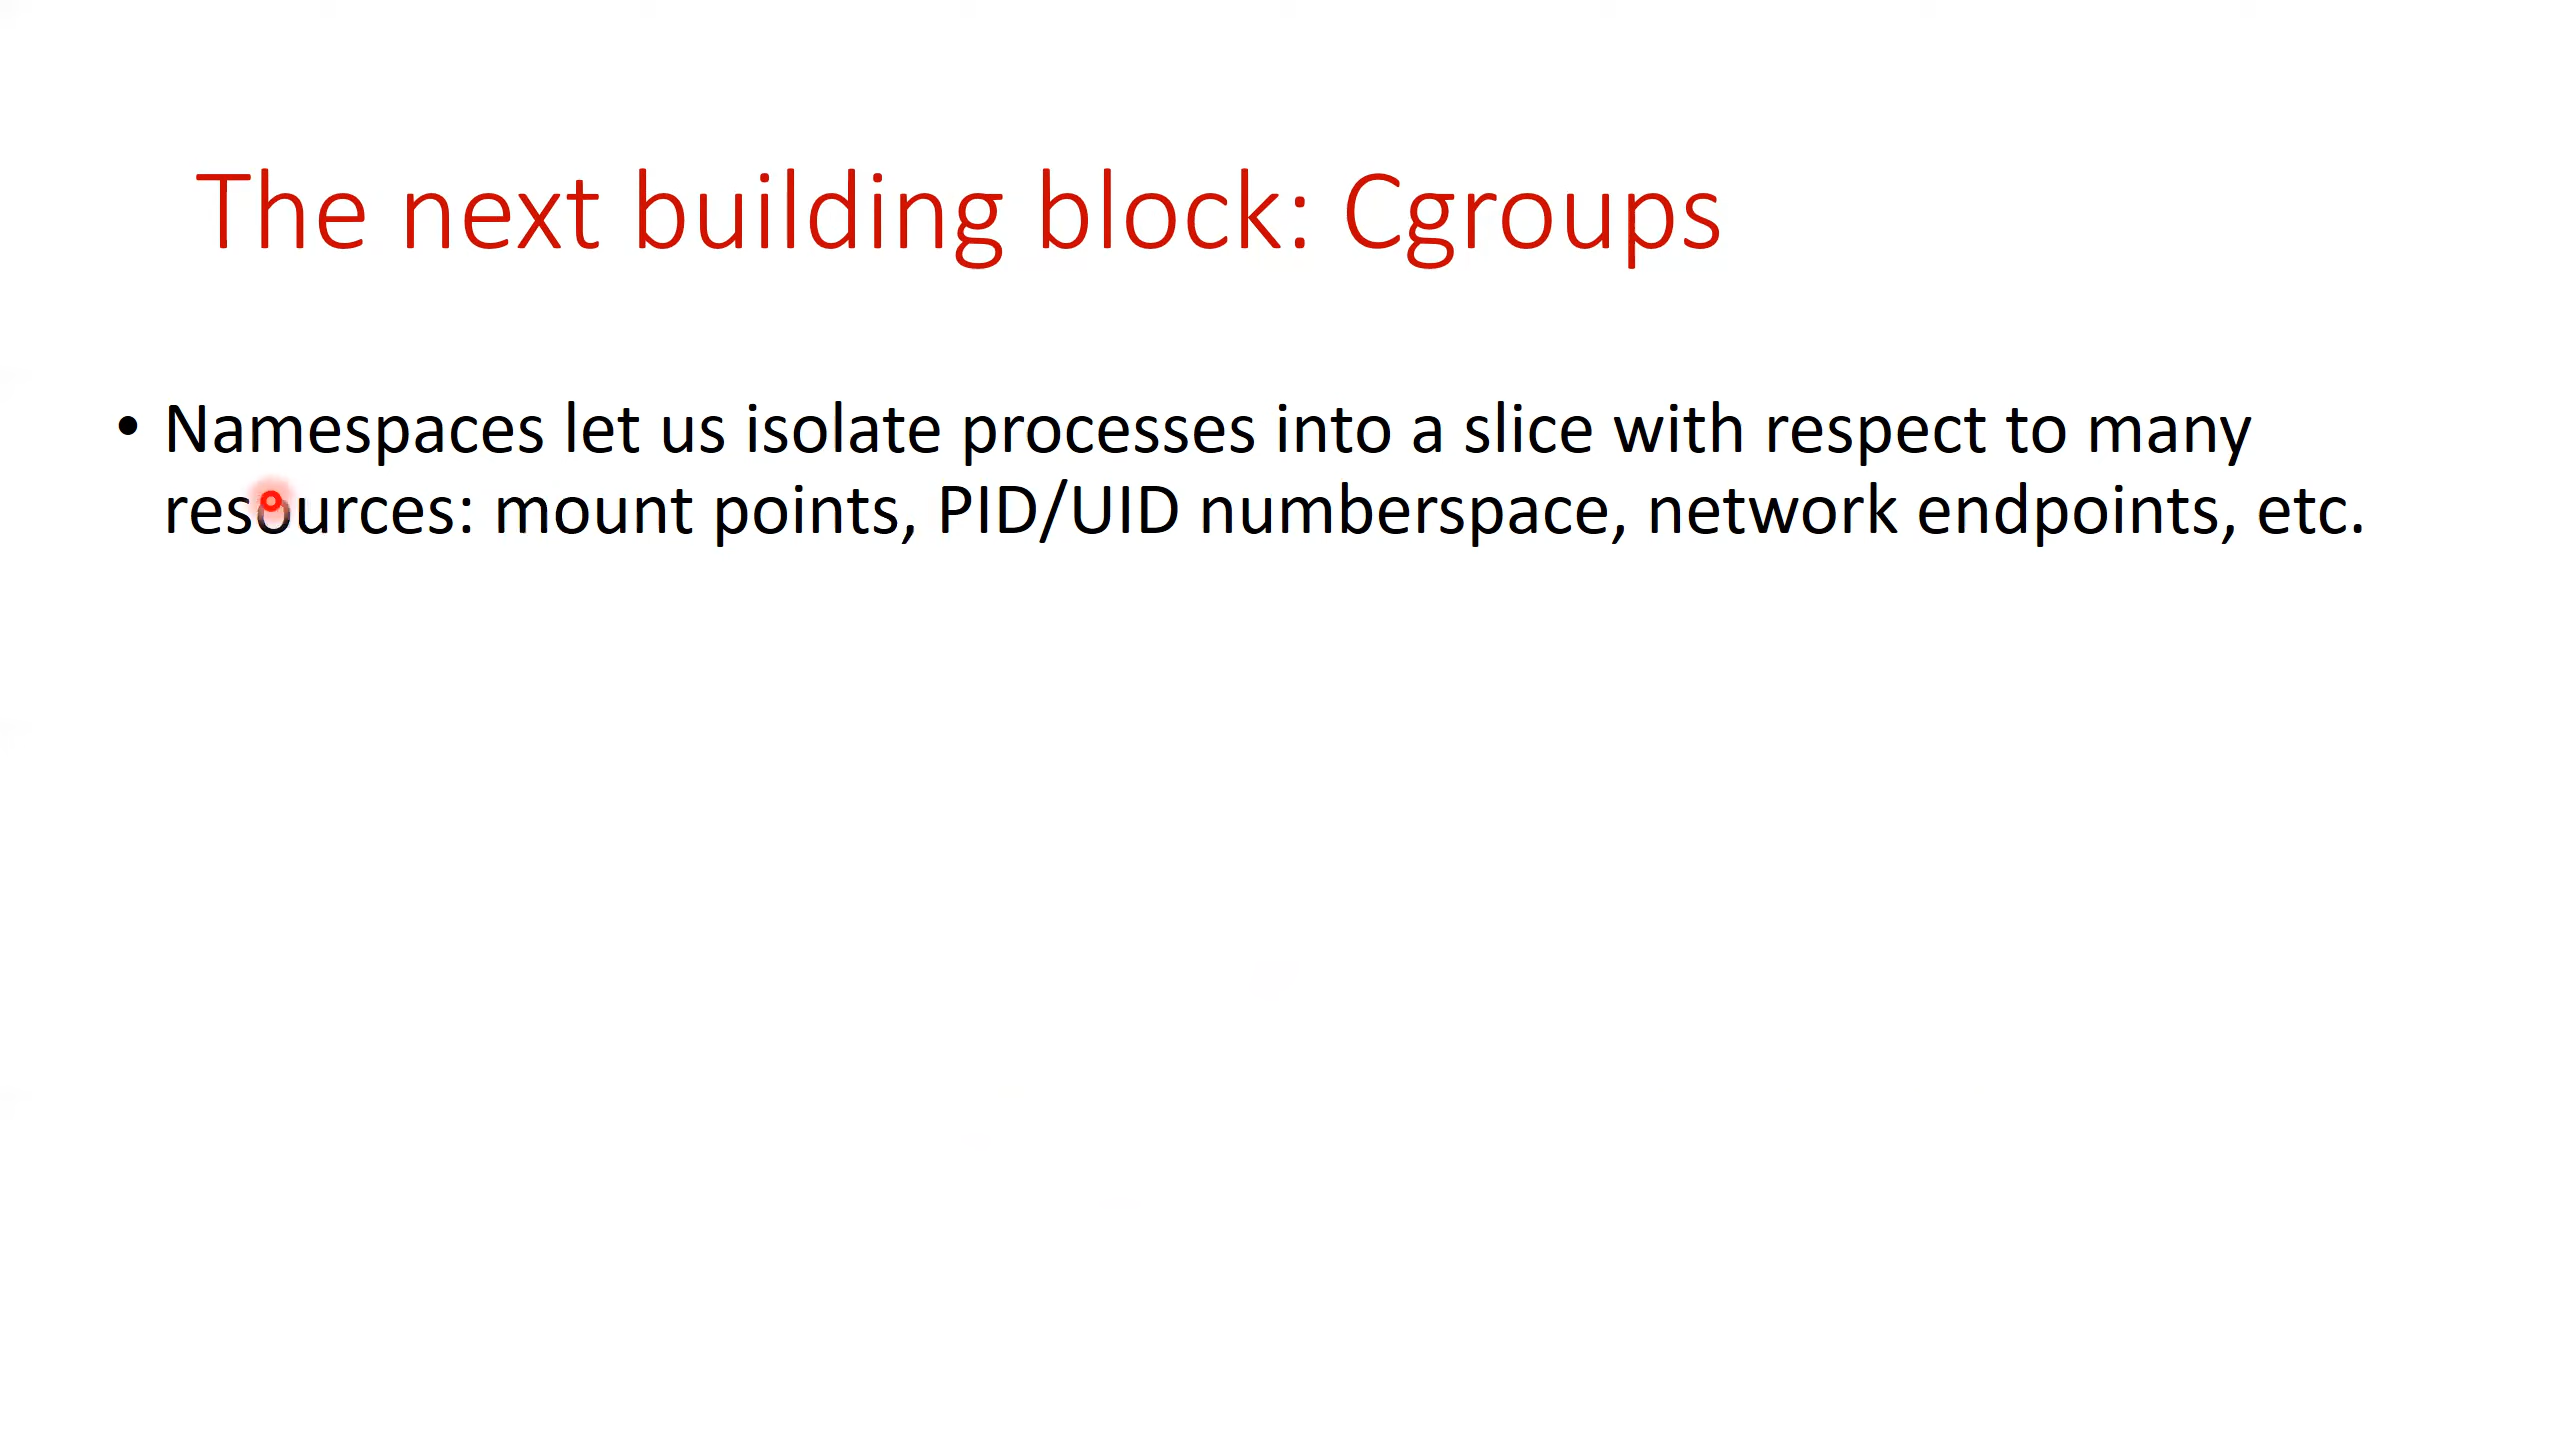 The next building block: Cgroups
• Namespaces let us isolate processes into a slice with respect to many
resources: mount points, PID/UID numberspace, network endpoints, etc.